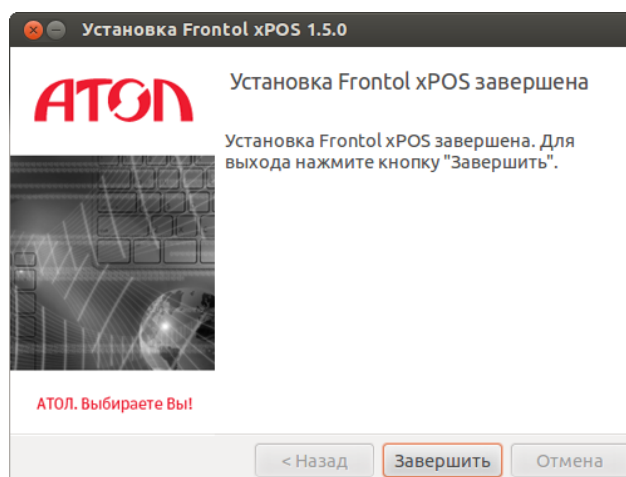 Установка Frontol xPOS 1.5.0
АТОЛ
Установка Frontol xPOS завершена
Установка Frontol xPOS завершена. Для
выхода нажмите кнопку "Завершить".
АТОЛ. Выбираете Вы!
< Назад Завершить Отмена